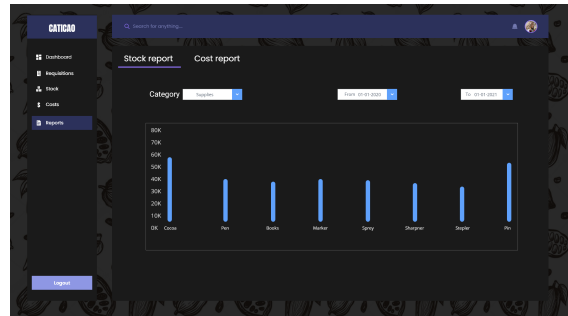 CATICAO
Search for anything...
Dashboard
Requisitions
Stock
$ Costs
Reports
Logout
Stock report Cost report
Category Supplies From 01-01-2020 To 01-01-2021
80K
70K
60K
50K
40K
30K
20K
10K
0K Cocoa Pen Books Marker Sprey Sharpner Stepler Pin